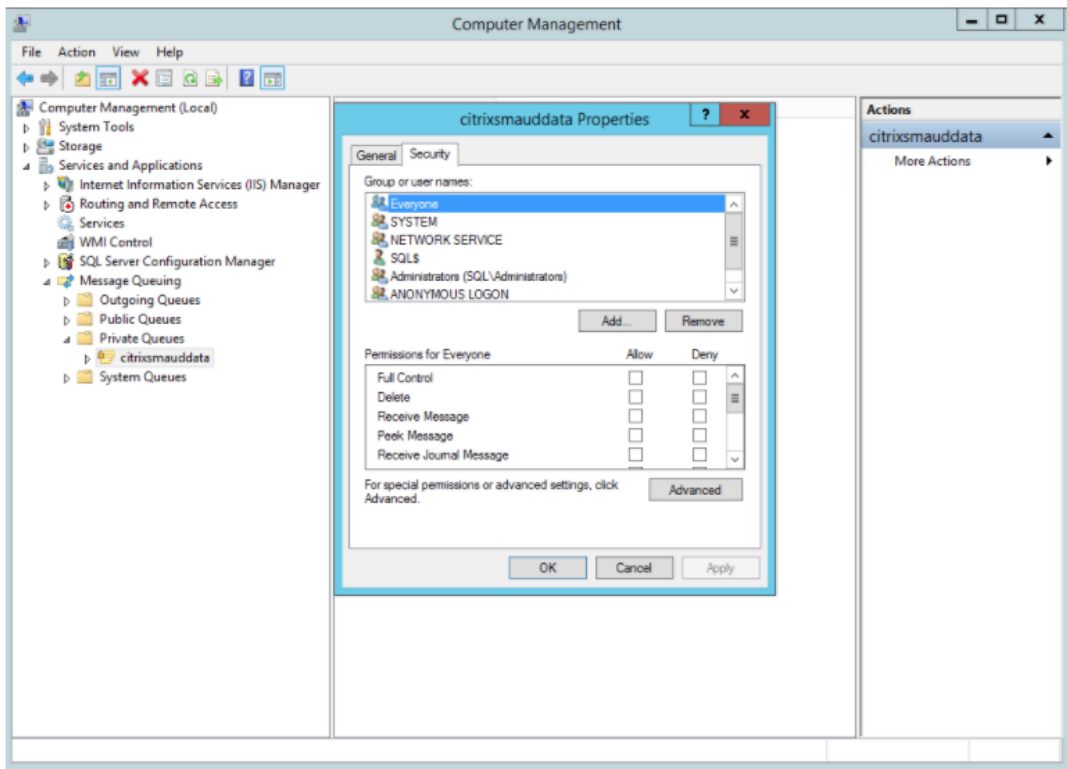 Computer Management
File Action View Help
Computer Management (Local)
System Tools
Storage
Services and Applications
Internet Information Services (IIS) Manager
Routing and Remote Access
Services
WMI Control
SQL Server Configuration Manager
Message Queuing
Outgoing Queues
Public Queues
Private Queues
citrixsmauddata
System Queues
citrixsmauddata Properties
? x
General Security
Group or user names:
Everyone
SYSTEM
NETWORK SERVICE
SQL$
Administrators (SQL\Administrators)
ANONYMOUS LOGON
Add... Remove
Permissions for Everyone Allow Deny
Full Control
Delete
Receive Message
Peek Message
Receive Journal Message
For special permissions or advanced settings, click
Advanced.
Advanced
OK Cancel Apply
Actions
citrixsmauddata
More Actions